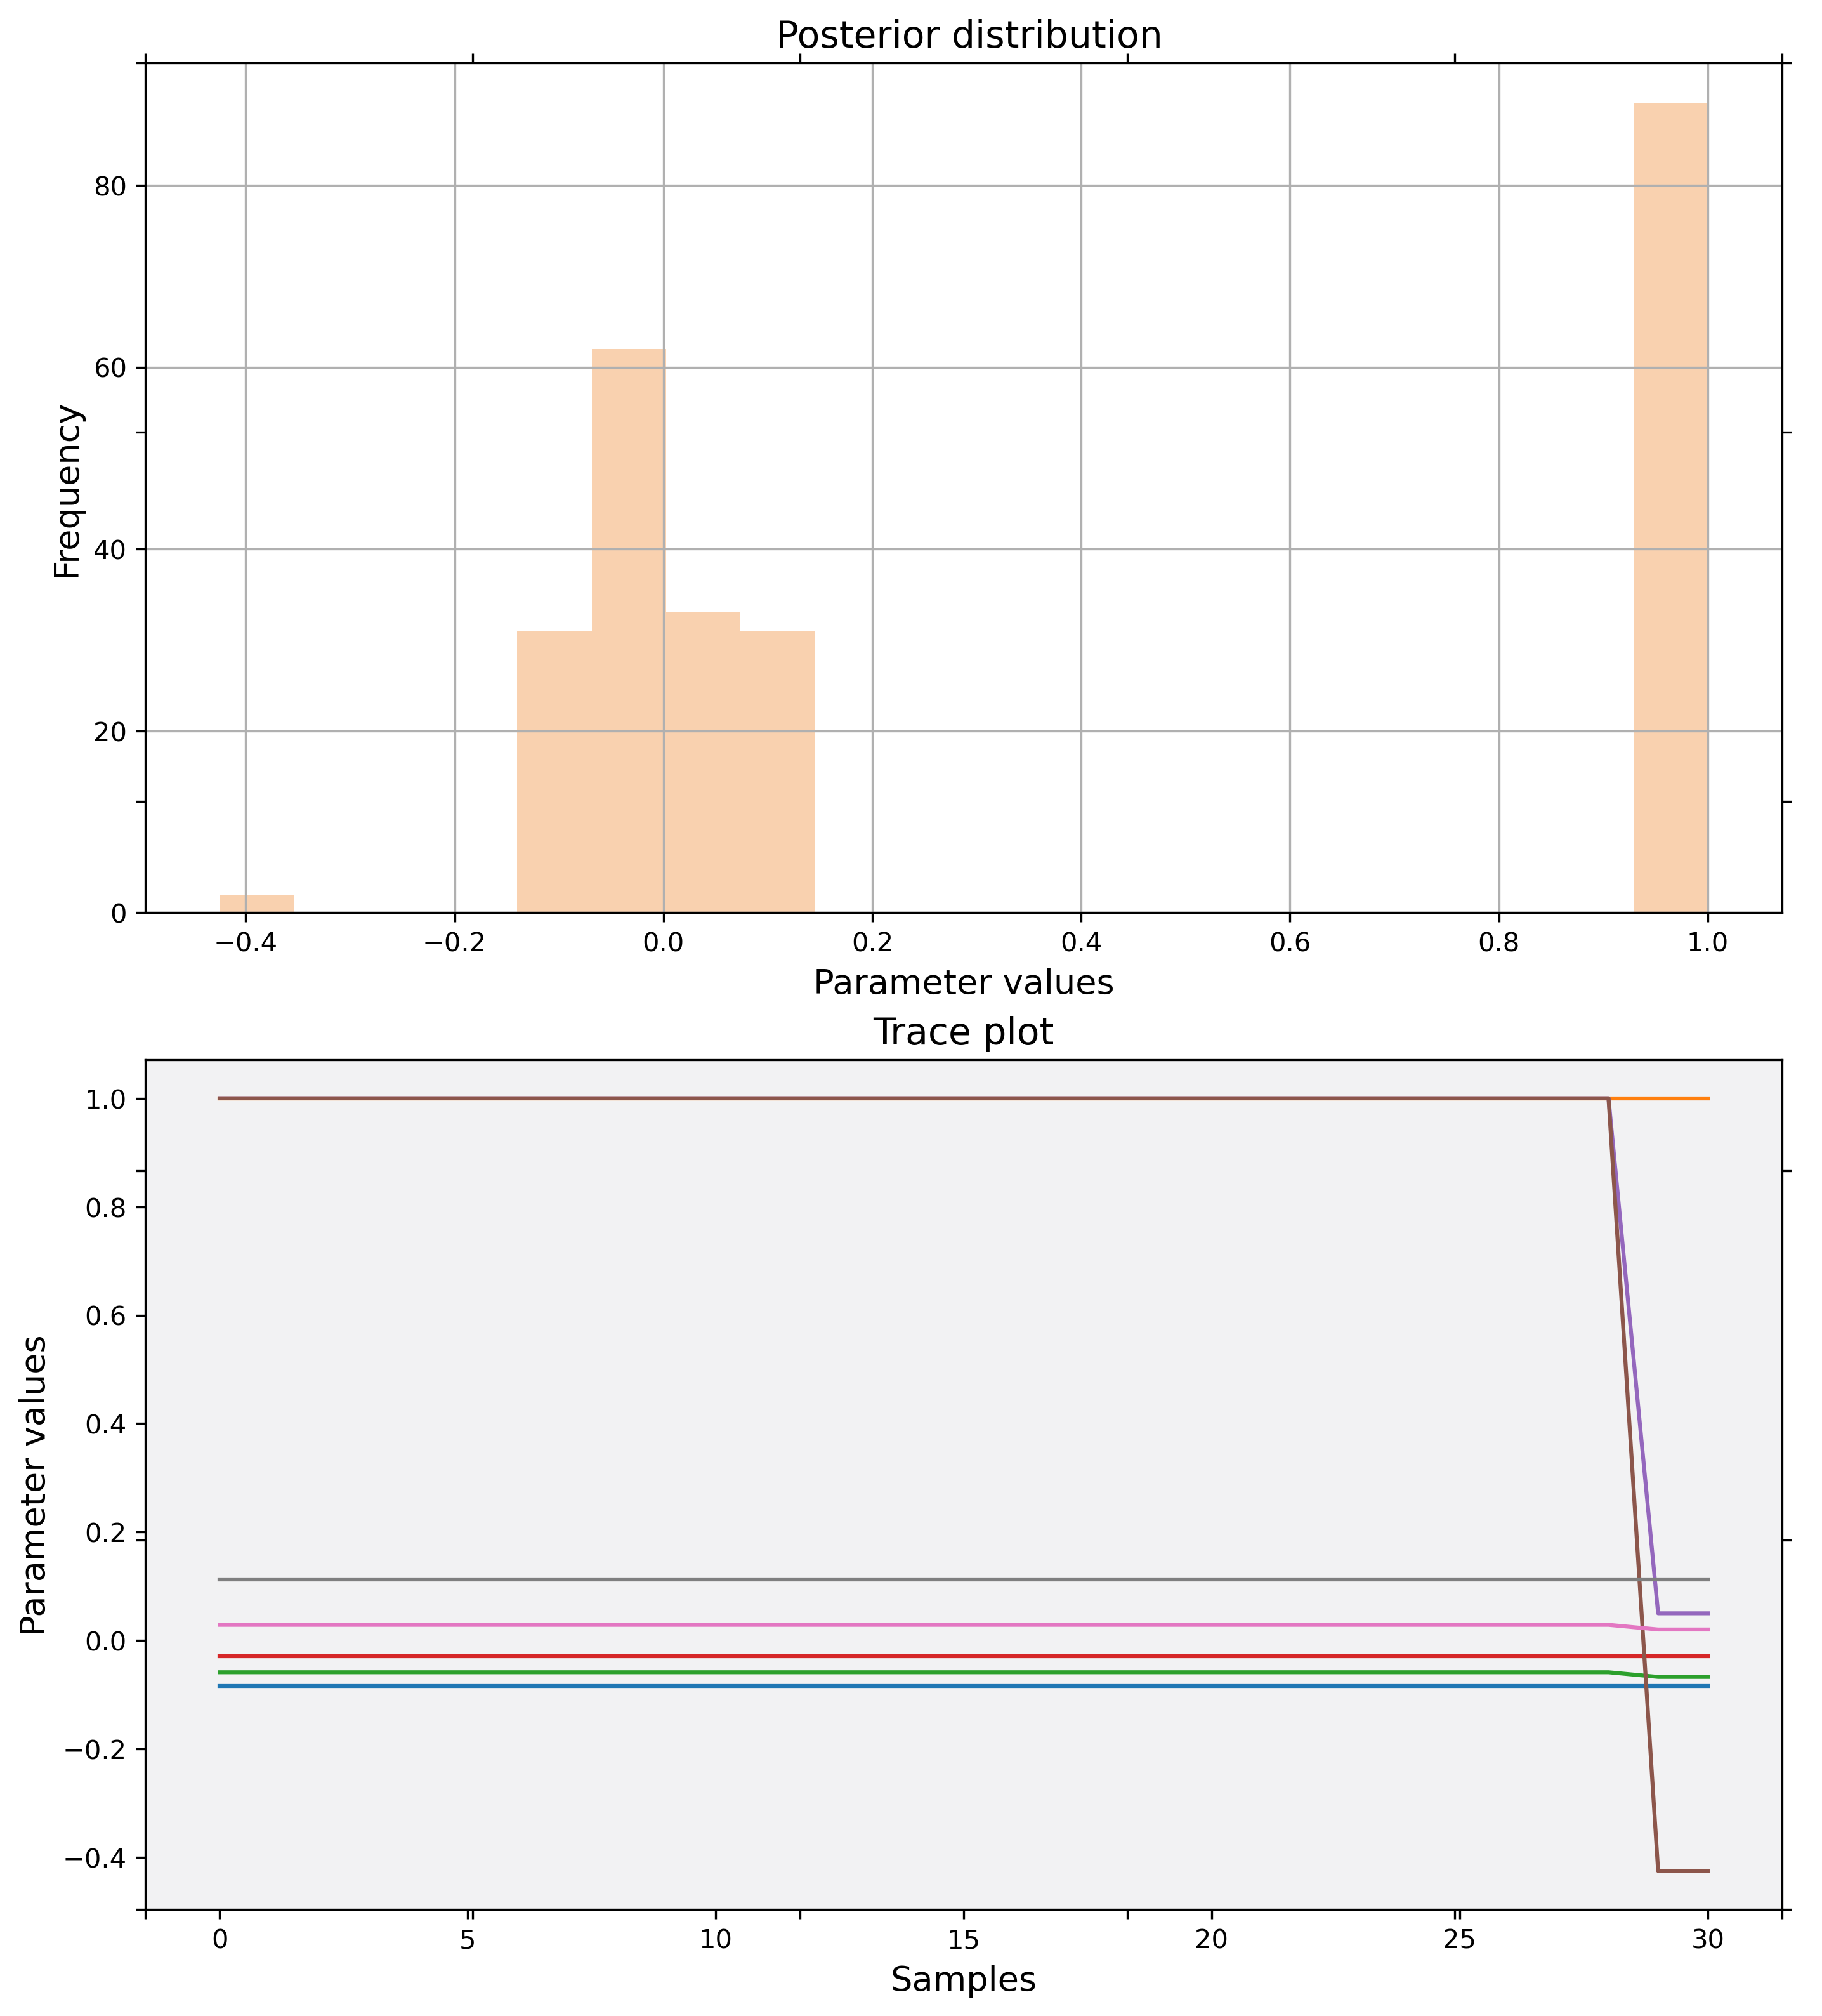 Posterior distribution
80
60
40
20
0
Frequency
−0.4 −0.2 0.0 0.2 0.4 0.6 0.8 1.0
Parameter values
Trace plot
1.0
0.8
0.6
0.4
0.2
0.0
−0.2
−0.4
Parameter values
0 5 10 15 20 25 30
Samples